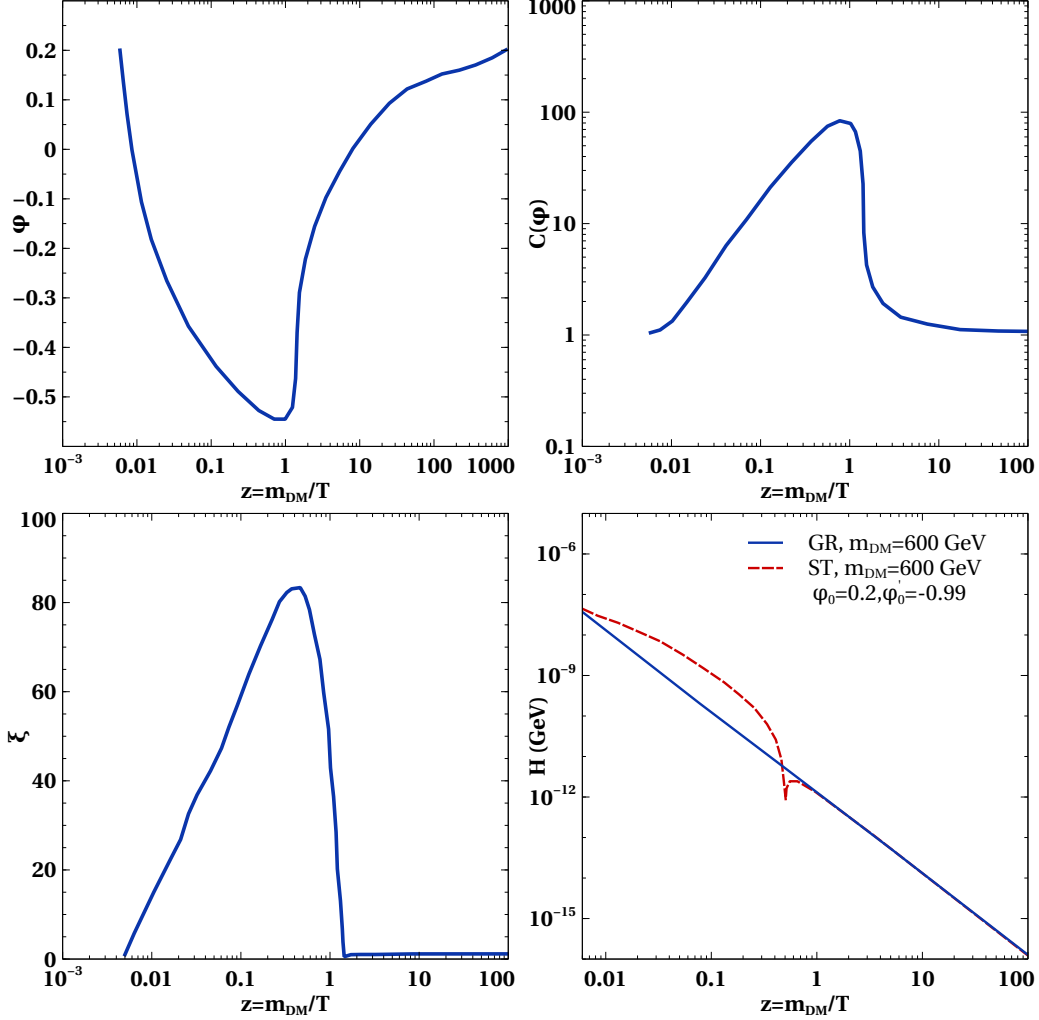 0.2
0.1
0
−0.1
−0.2
−0.3
−0.4
−0.5
φ
10⁻³ 0.01 0.1 1 10 100 1000
z=m_DM/T
1000
100
10
1
0.1
C(φ)
10⁻³ 0.01 0.1 1 10 100
z=m_DM/T
100
80
60
40
20
0
ξ
10⁻³ 0.01 0.1 1 10 100
z=m_DM/T
GR, m_DM=600 GeV
ST, m_DM=600 GeV
φ₀=0.2,φ₀'=-0.99
10⁻⁶
10⁻⁹
10⁻¹²
10⁻¹⁵
H (GeV)
0.01 0.1 1 10 100
z=m_DM/T